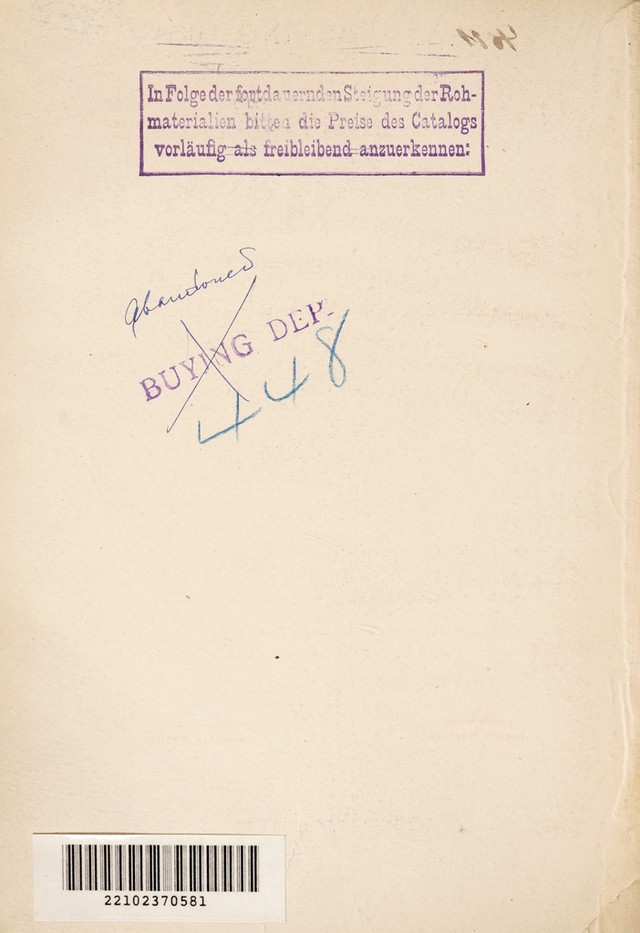 In Folge der fortdauernden Steigung der Roh-
materialien bitten die Preise des Catalogs
vorläufig als freibleibend anzuerkennen:
Abandoned
BUYING DEP.
448
22102370581